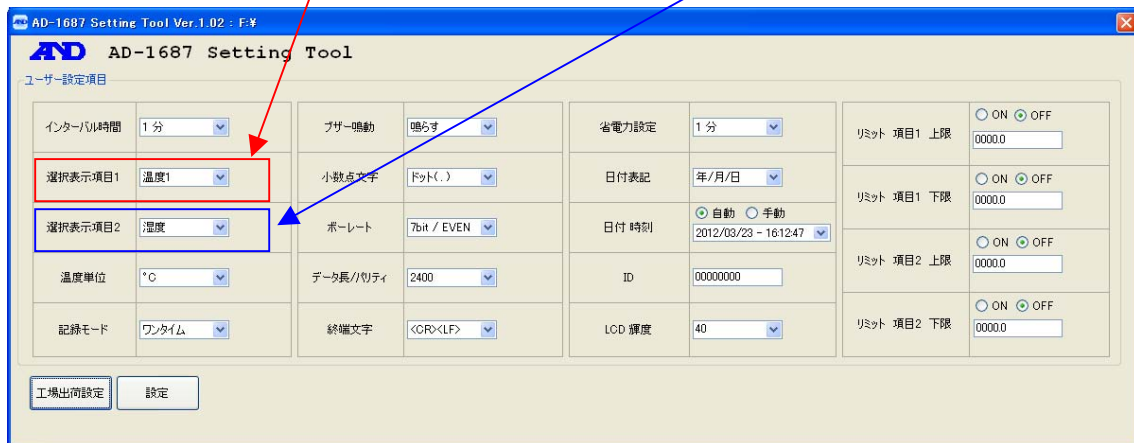 AD-1687 Setting Tool Ver.1.02 : F:¥
AND AD-1687 Setting Tool
ユーザー設定項目
インターバル時間 1 分
選択表示項目1 温度1
選択表示項目2 湿度
温度単位 °C
記録モード ワンタイム
ブザー鳴動 鳴らす
小数点文字 ドット(.)
ボーレート 7bit / EVEN
データ長/パリティ 2400
終端文字 <CR><LF>
省電力設定 1 分
日付表記 年/月/日
日付 時刻 自動 手動
2012/03/23 - 16:12:47
ID 00000000
LCD 輝度 40
リミット 項目1 上限 ON OFF
0000.0
リミット 項目1 下限 ON OFF
0000.0
リミット 項目2 上限 ON OFF
0000.0
リミット 項目2 下限 ON OFF
0000.0
工場出荷設定 設定